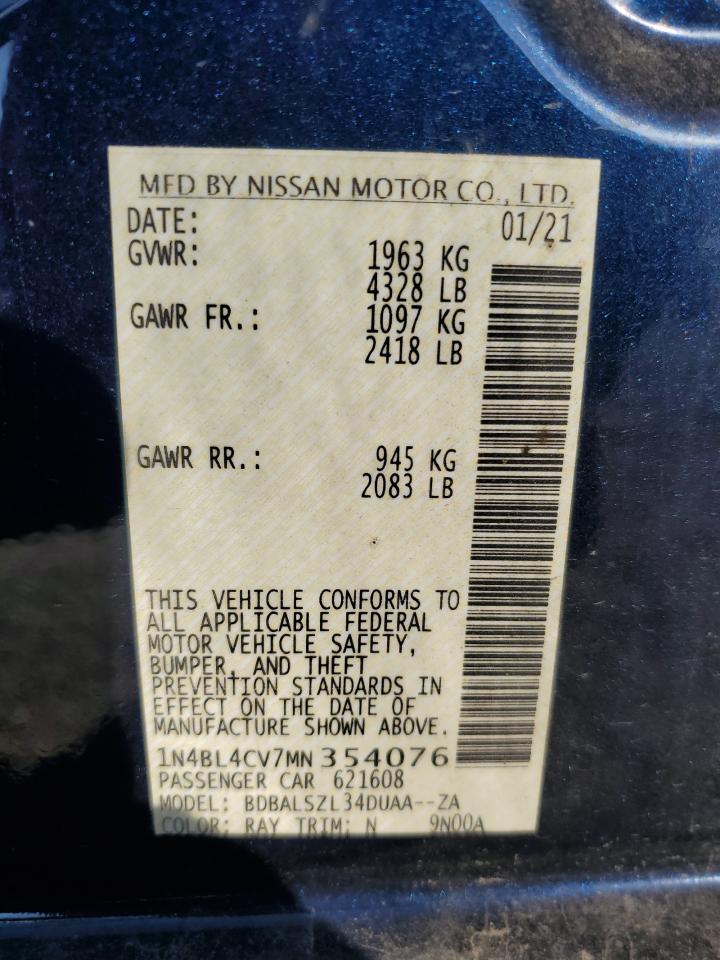 MFD BY NISSAN MOTOR CO., LTD.
DATE: 01/21
GVWR: 1963 KG
4328 LB
GAWR FR.: 1097 KG
2418 LB
GAWR RR.: 945 KG
2083 LB
THIS VEHICLE CONFORMS TO
ALL APPLICABLE FEDERAL
MOTOR VEHICLE SAFETY,
BUMPER, AND THEFT
PREVENTION STANDARDS IN
EFFECT ON THE DATE OF
MANUFACTURE SHOWN ABOVE.
1N4BL4CV7MN354076
PASSENGER CAR 621608
MODEL: BDBALSZL34DUAA--ZA
COLOR: RAY TRIM: N 9N00A